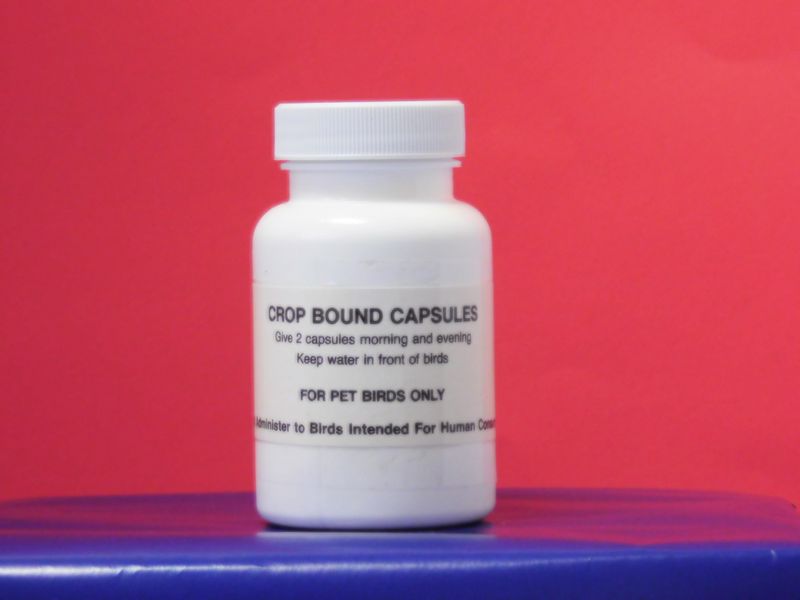 CROP BOUND CAPSULES
Give 2 capsules morning and evening
Keep water in front of birds
FOR PET BIRDS ONLY
to Birds Intended For Human